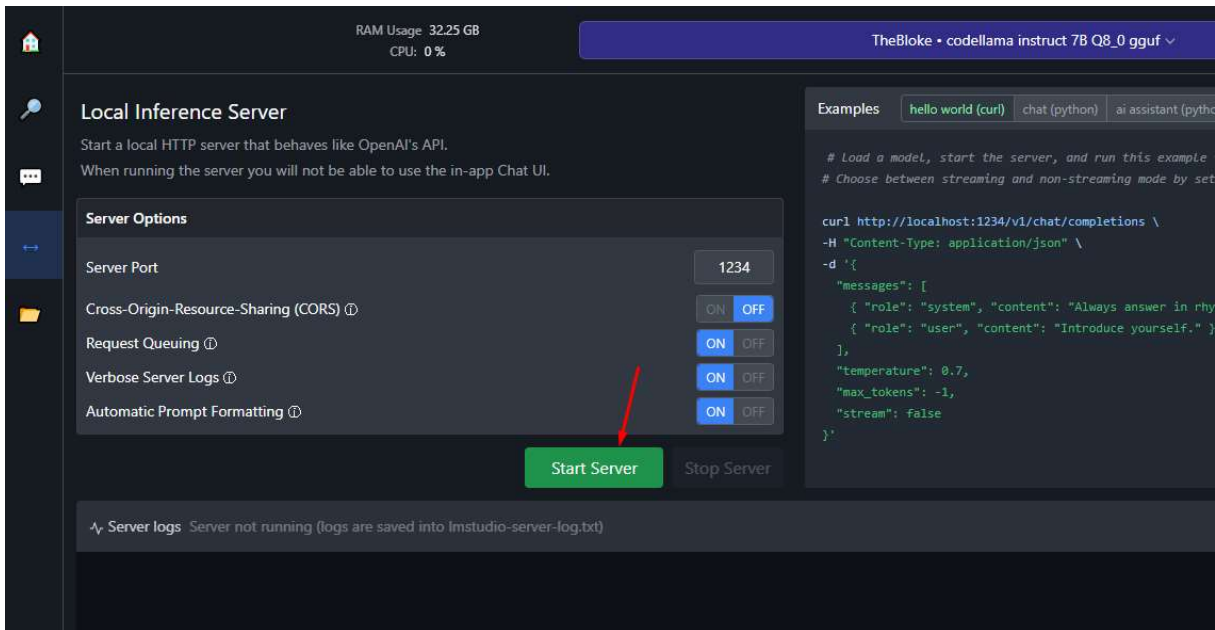 RAM Usage 32.25 GB
CPU: 0 %
TheBloke • codellama instruct 7B Q8_0 gguf
Local Inference Server
Start a local HTTP server that behaves like OpenAI's API.
When running the server you will not be able to use the in-app Chat UI.
Server Options
Server Port 1234
Cross-Origin-Resource-Sharing (CORS) ON OFF
Request Queuing ON OFF
Verbose Server Logs ON OFF
Automatic Prompt Formatting ON OFF
Start Server Stop Server
Server logs Server not running (logs are saved into lmstudio-server-log.txt)
Examples hello world (curl) chat (python) ai assistant (pytho
# Load a model, start the server, and run this example
# Choose between streaming and non-streaming mode by set
curl http://localhost:1234/v1/chat/completions \
-H "Content-Type: application/json" \
-d '{
"messages": [
{ "role": "system", "content": "Always answer in rhy
{ "role": "user", "content": "Introduce yourself." }
],
"temperature": 0.7,
"max_tokens": -1,
"stream": false
}'